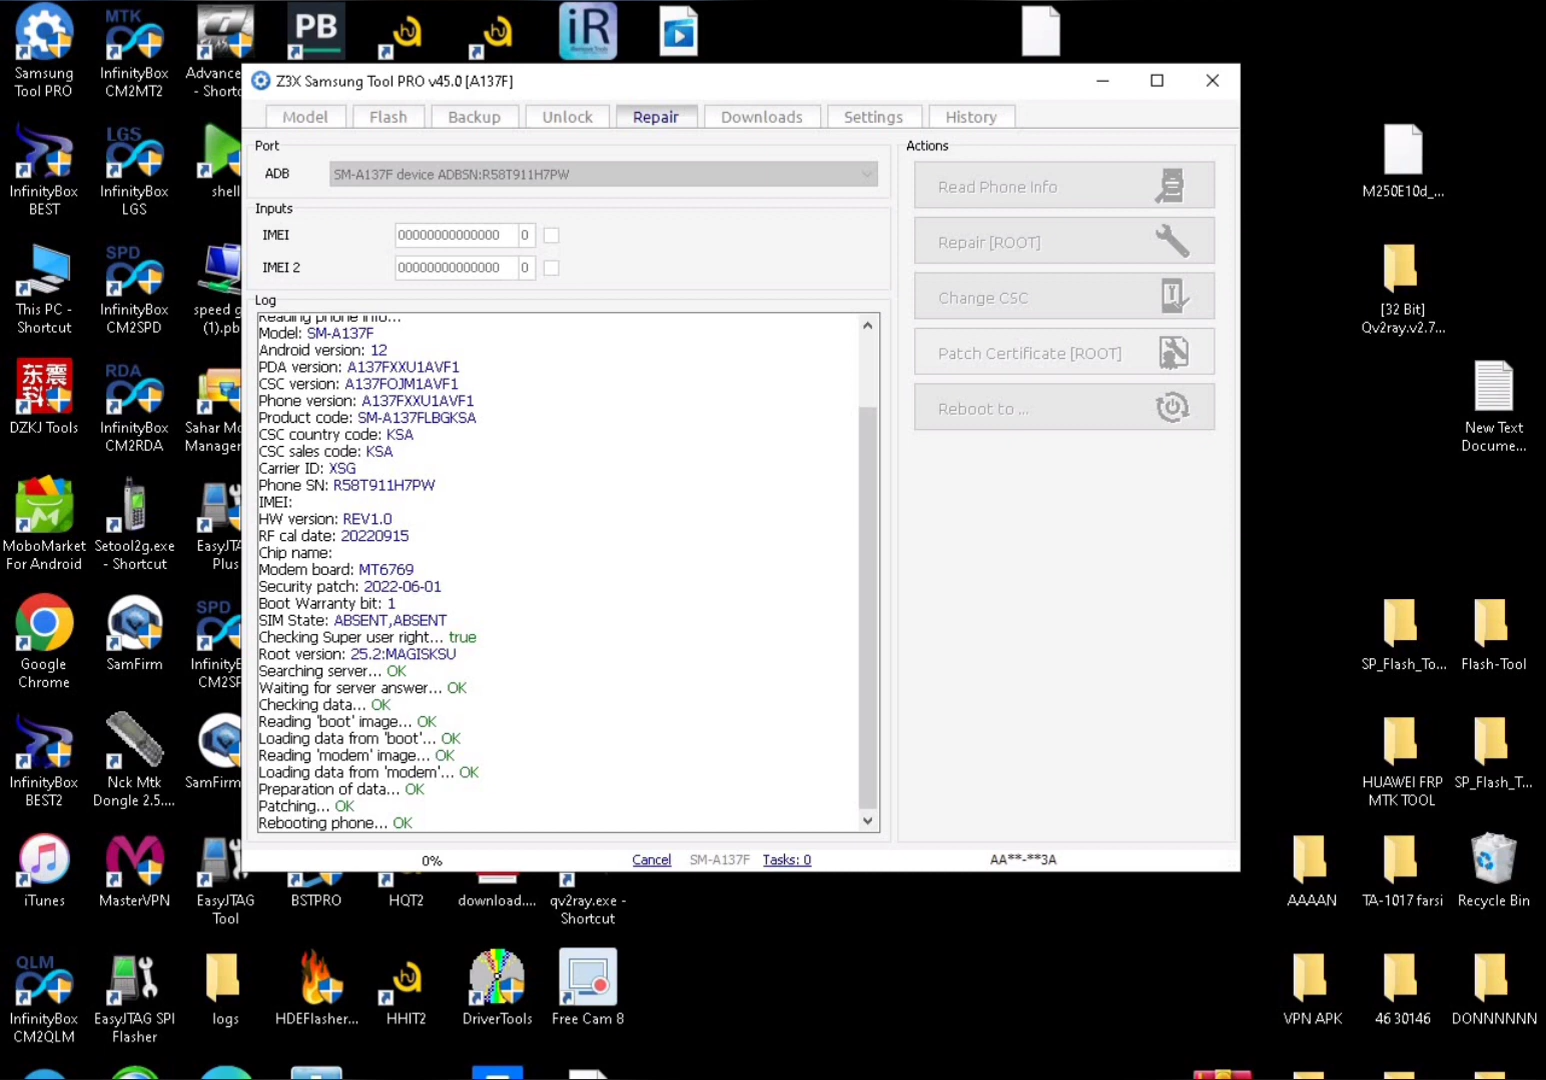 MTK
PB
iR
Samsung
Tool PRO
InfinityBox
CM2MT2
Advance
- Shortc
Z3X Samsung Tool PRO v45.0 [A137F]
Model
Flash
Backup
Unlock
Repair
Downloads
Settings
History
Port
ADB
SM-A137F device ADBSN:R58T911H7PW
Inputs
IMEI
00000000000000
0
IMEI 2
00000000000000
0
Log
Reading phone info...
Model: SM-A137F
Android version: 12
PDA version: A137FXXU1AVF1
CSC version: A137FOJM1AVF1
Phone version: A137FXXU1AVF1
Product code: SM-A137FLBGKSA
CSC country code: KSA
CSC sales code: KSA
Carrier ID: XSG
Phone SN: R58T911H7PW
IMEI:
HW version: REV1.0
RF cal date: 20220915
Chip name:
Modem board: MT6769
Security patch: 2022-06-01
Boot Warranty bit: 1
SIM State: ABSENT,ABSENT
Checking Super user right... true
Root version: 25.2:MAGISKSU
Searching server... OK
Waiting for server answer... OK
Checking data... OK
Reading 'boot' image... OK
Loading data from 'boot'... OK
Reading 'modem' image... OK
Loading data from 'modem'... OK
Preparation of data... OK
Patching... OK
Rebooting phone... OK
0%
Cancel
SM-A137F
Tasks: 0
AA**-**3A
Actions
Read Phone Info
Repair [ROOT]
Change CSC
Patch Certificate [ROOT]
Reboot to ...
InfinityBox
BEST
LGS
InfinityBox
LGS
shell
This PC -
Shortcut
SPD
InfinityBox
CM2SPD
speed g
(1).pb
东震
科技
DZKJ Tools
RDA
InfinityBox
CM2RDA
Sahar Mo
Manager
MoboMarket
For Android
Setool2g.exe
- Shortcut
EasyJTA
Plus
Google
Chrome
SamFirm
SPD
InfinityB
CM2SP
InfinityBox
BEST2
Nck Mtk
Dongle 2.5....
SamFirm
iTunes
MasterVPN
EasyJTAG
Tool
BSTPRO
HQT2
download....
qv2ray.exe -
Shortcut
QLM
InfinityBox
CM2QLM
EasyJTAG SPI
Flasher
logs
HDEFlasher...
HHIT2
DriverTools
Free Cam 8
M250E10d_...
[32 Bit]
Qv2ray.v2.7...
New Text
Docume...
SP_Flash_To...
Flash-Tool
HUAWEI FRP
MTK TOOL
SP_Flash_T...
AAAAN
TA-1017 farsi
Recycle Bin
VPN APK
46 30146
DONNNNNN